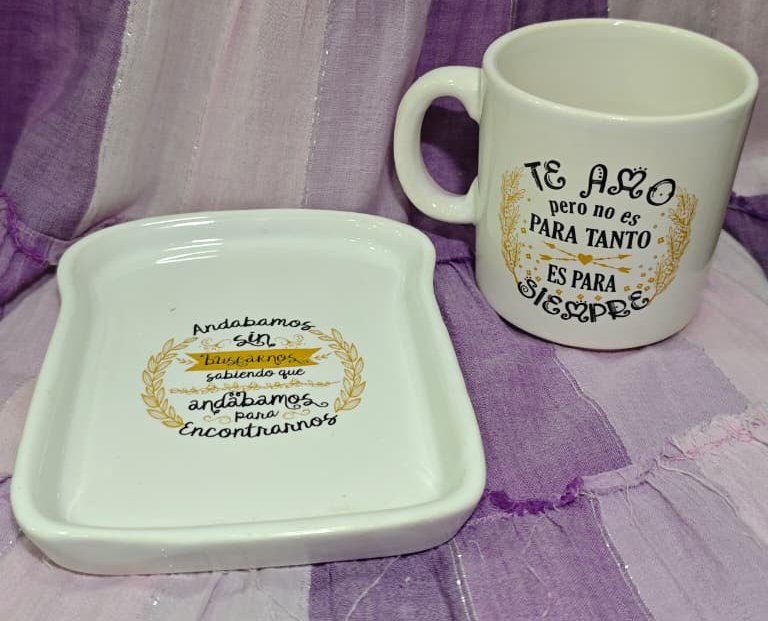 Andabamos
sin
buscarnos
sabiendo que
andábamos
para
Encontrarnos
TE AMO
pero no es
PARA TANTO
ES PARA
SIEMPRE